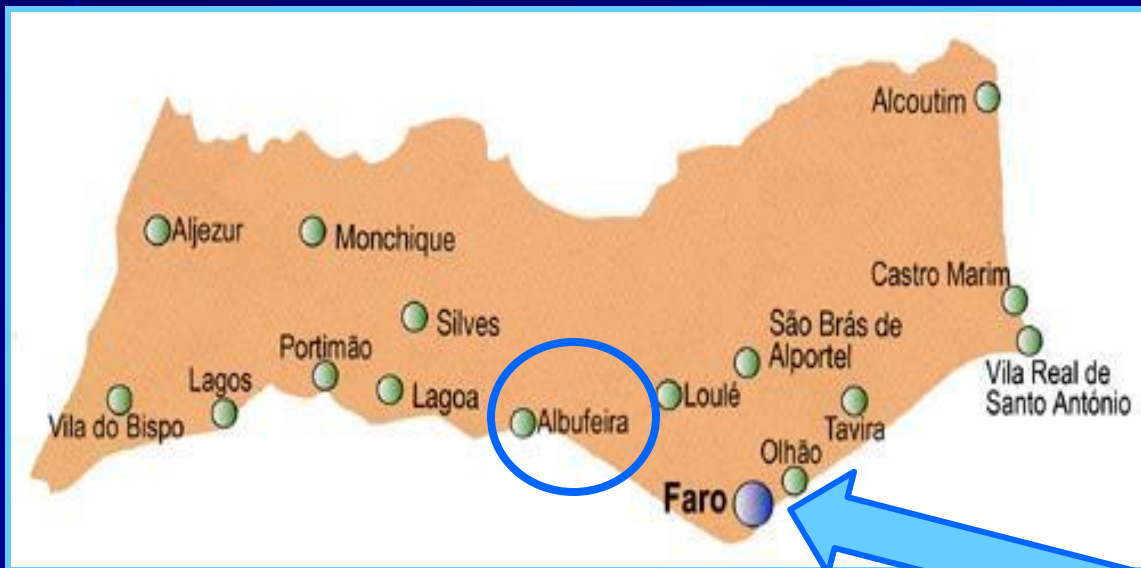 Alcoutim
Aljezur
Monchique
Castro Marim
Silves
São Brás de
Alportel
Portimão
Vila Real de
Santo António
Lagos
Lagoa
Loulé
Vila do Bispo
Albufeira
Tavira
Olhão
Faro